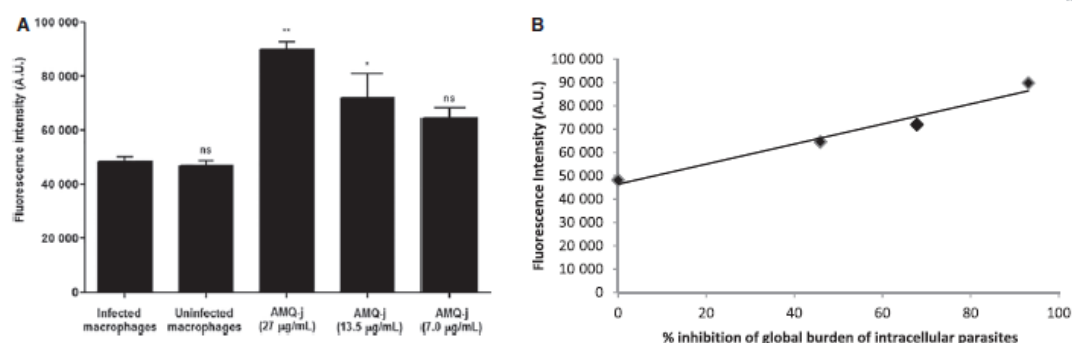 A
Fluorescence Intensity (A.U.)
100 000
80 000
60 000
40 000
20 000
0
ns
**
*
ns
Infected
macrophages
Uninfected
macrophages
AMQ-j
(27 µg/mL)
AMQ-j
(13.5 µg/mL)
AMQ-j
(7.0 µg/mL)
B
Fluorescence Intensity (A.U.)
100 000
90 000
80 000
70 000
60 000
50 000
40 000
30 000
20 000
10 000
0
0 20 40 60 80 100
% inhibition of global burden of intracellular parasites